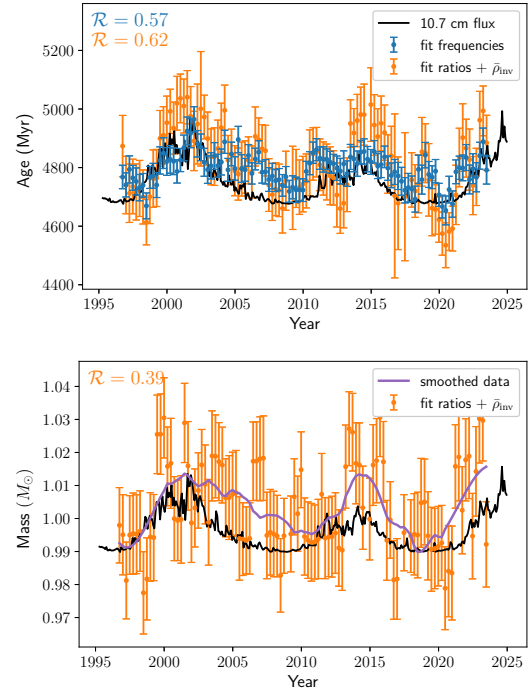 ℛ = 0.57
ℛ = 0.62
10.7 cm flux
fit frequencies
fit ratios + ρ̄inv
Age (Myr)
5200
5000
4800
4600
4400
1995 2000 2005 2010 2015 2020 2025
Year
ℛ = 0.39
smoothed data
fit ratios + ρ̄inv
Mass (M⊙)
1.04
1.03
1.02
1.01
1.00
0.99
0.98
0.97
1995 2000 2005 2010 2015 2020 2025
Year